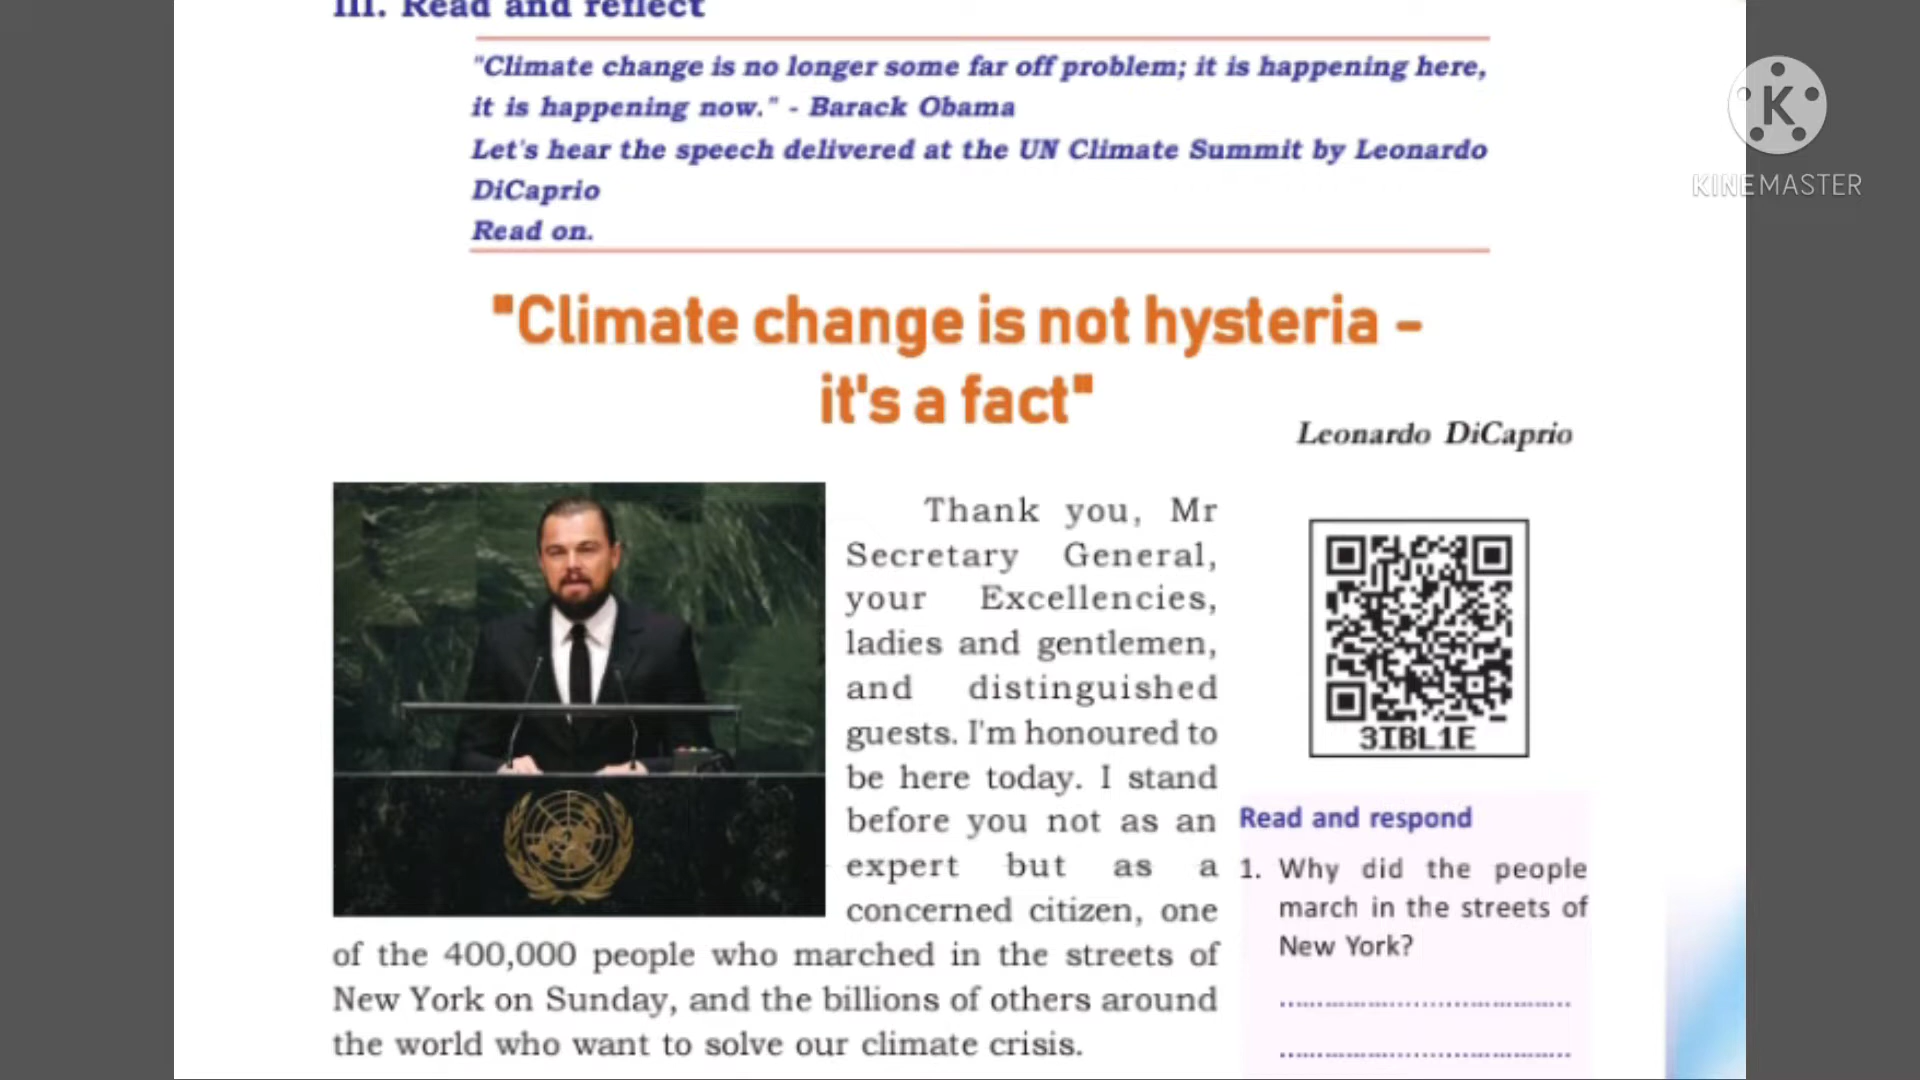 III. Read and reflect
"Climate change is no longer some far off problem; it is happening here,
it is happening now." - Barack Obama
Let's hear the speech delivered at the UN Climate Summit by Leonardo
DiCaprio
Read on.
"Climate change is not hysteria -
it's a fact"
Leonardo DiCaprio
Thank you, Mr
Secretary General,
your Excellencies,
ladies and gentlemen,
and distinguished
guests. I'm honoured to
be here today. I stand
before you not as an
expert but as a
concerned citizen, one
of the 400,000 people who marched in the streets of
New York on Sunday, and the billions of others around
the world who want to solve our climate crisis.
3IBL1E
Read and respond
1. Why did the people
march in the streets of
New York?
K
KINEMASTER